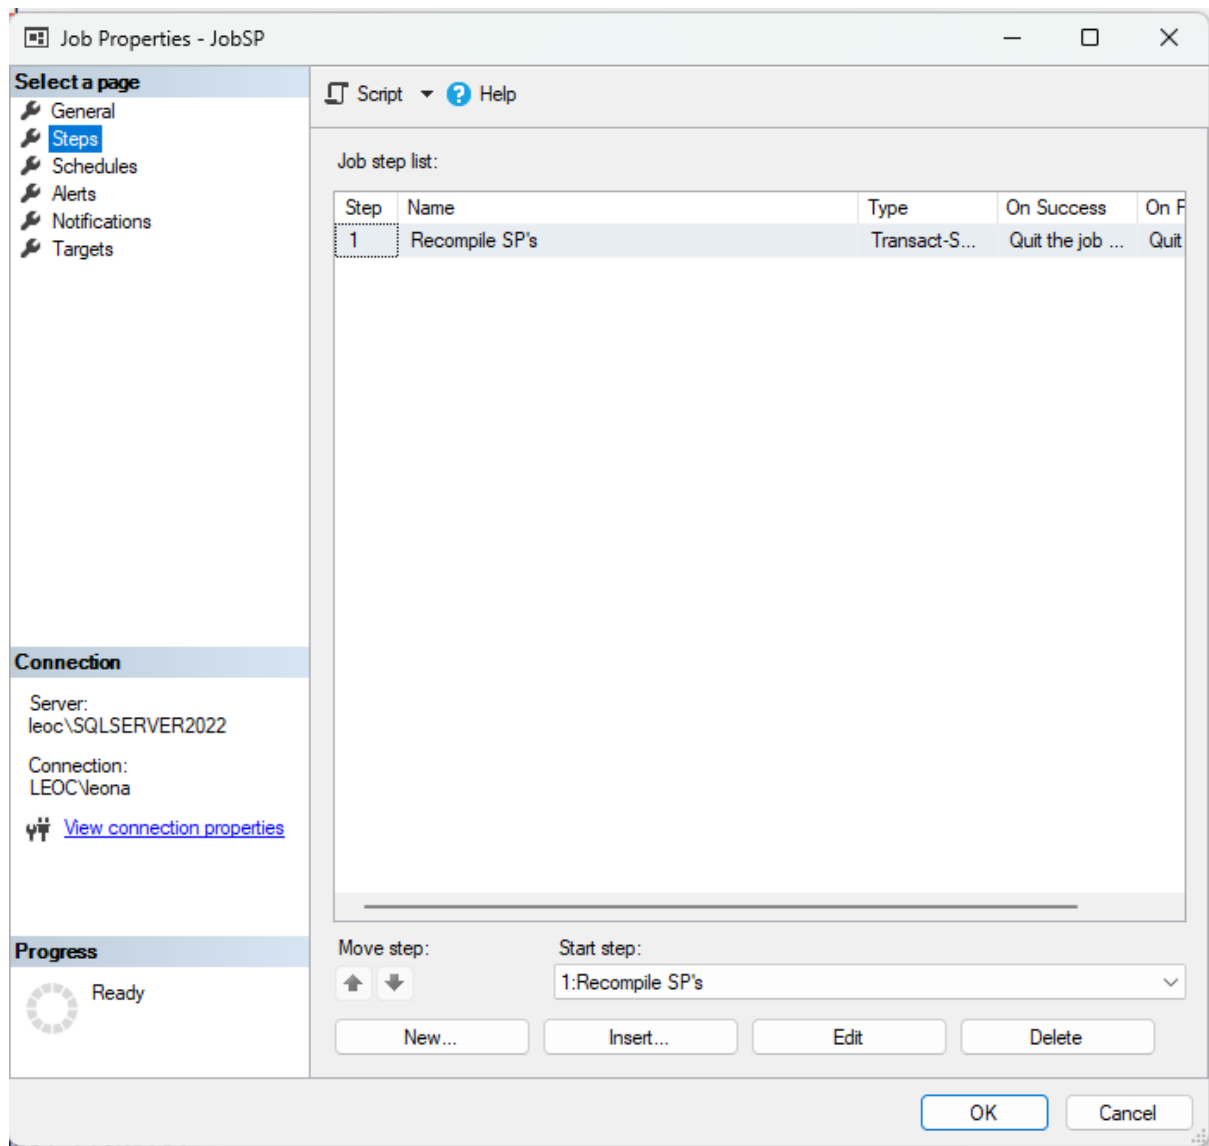 Job Properties - JobSP
Select a page
General
Steps
Schedules
Alerts
Notifications
Targets
Script
Help
Job step list:
Step Name Type On Success On F
1 Recompile SP's Transact-S... Quit the job ... Quit
Connection
Server:
leoc\SQLSERVER2022
Connection:
LEOC\leona
View connection properties
Progress
Ready
Move step:
Start step:
1:Recompile SP's
New... Insert... Edit Delete
OK Cancel